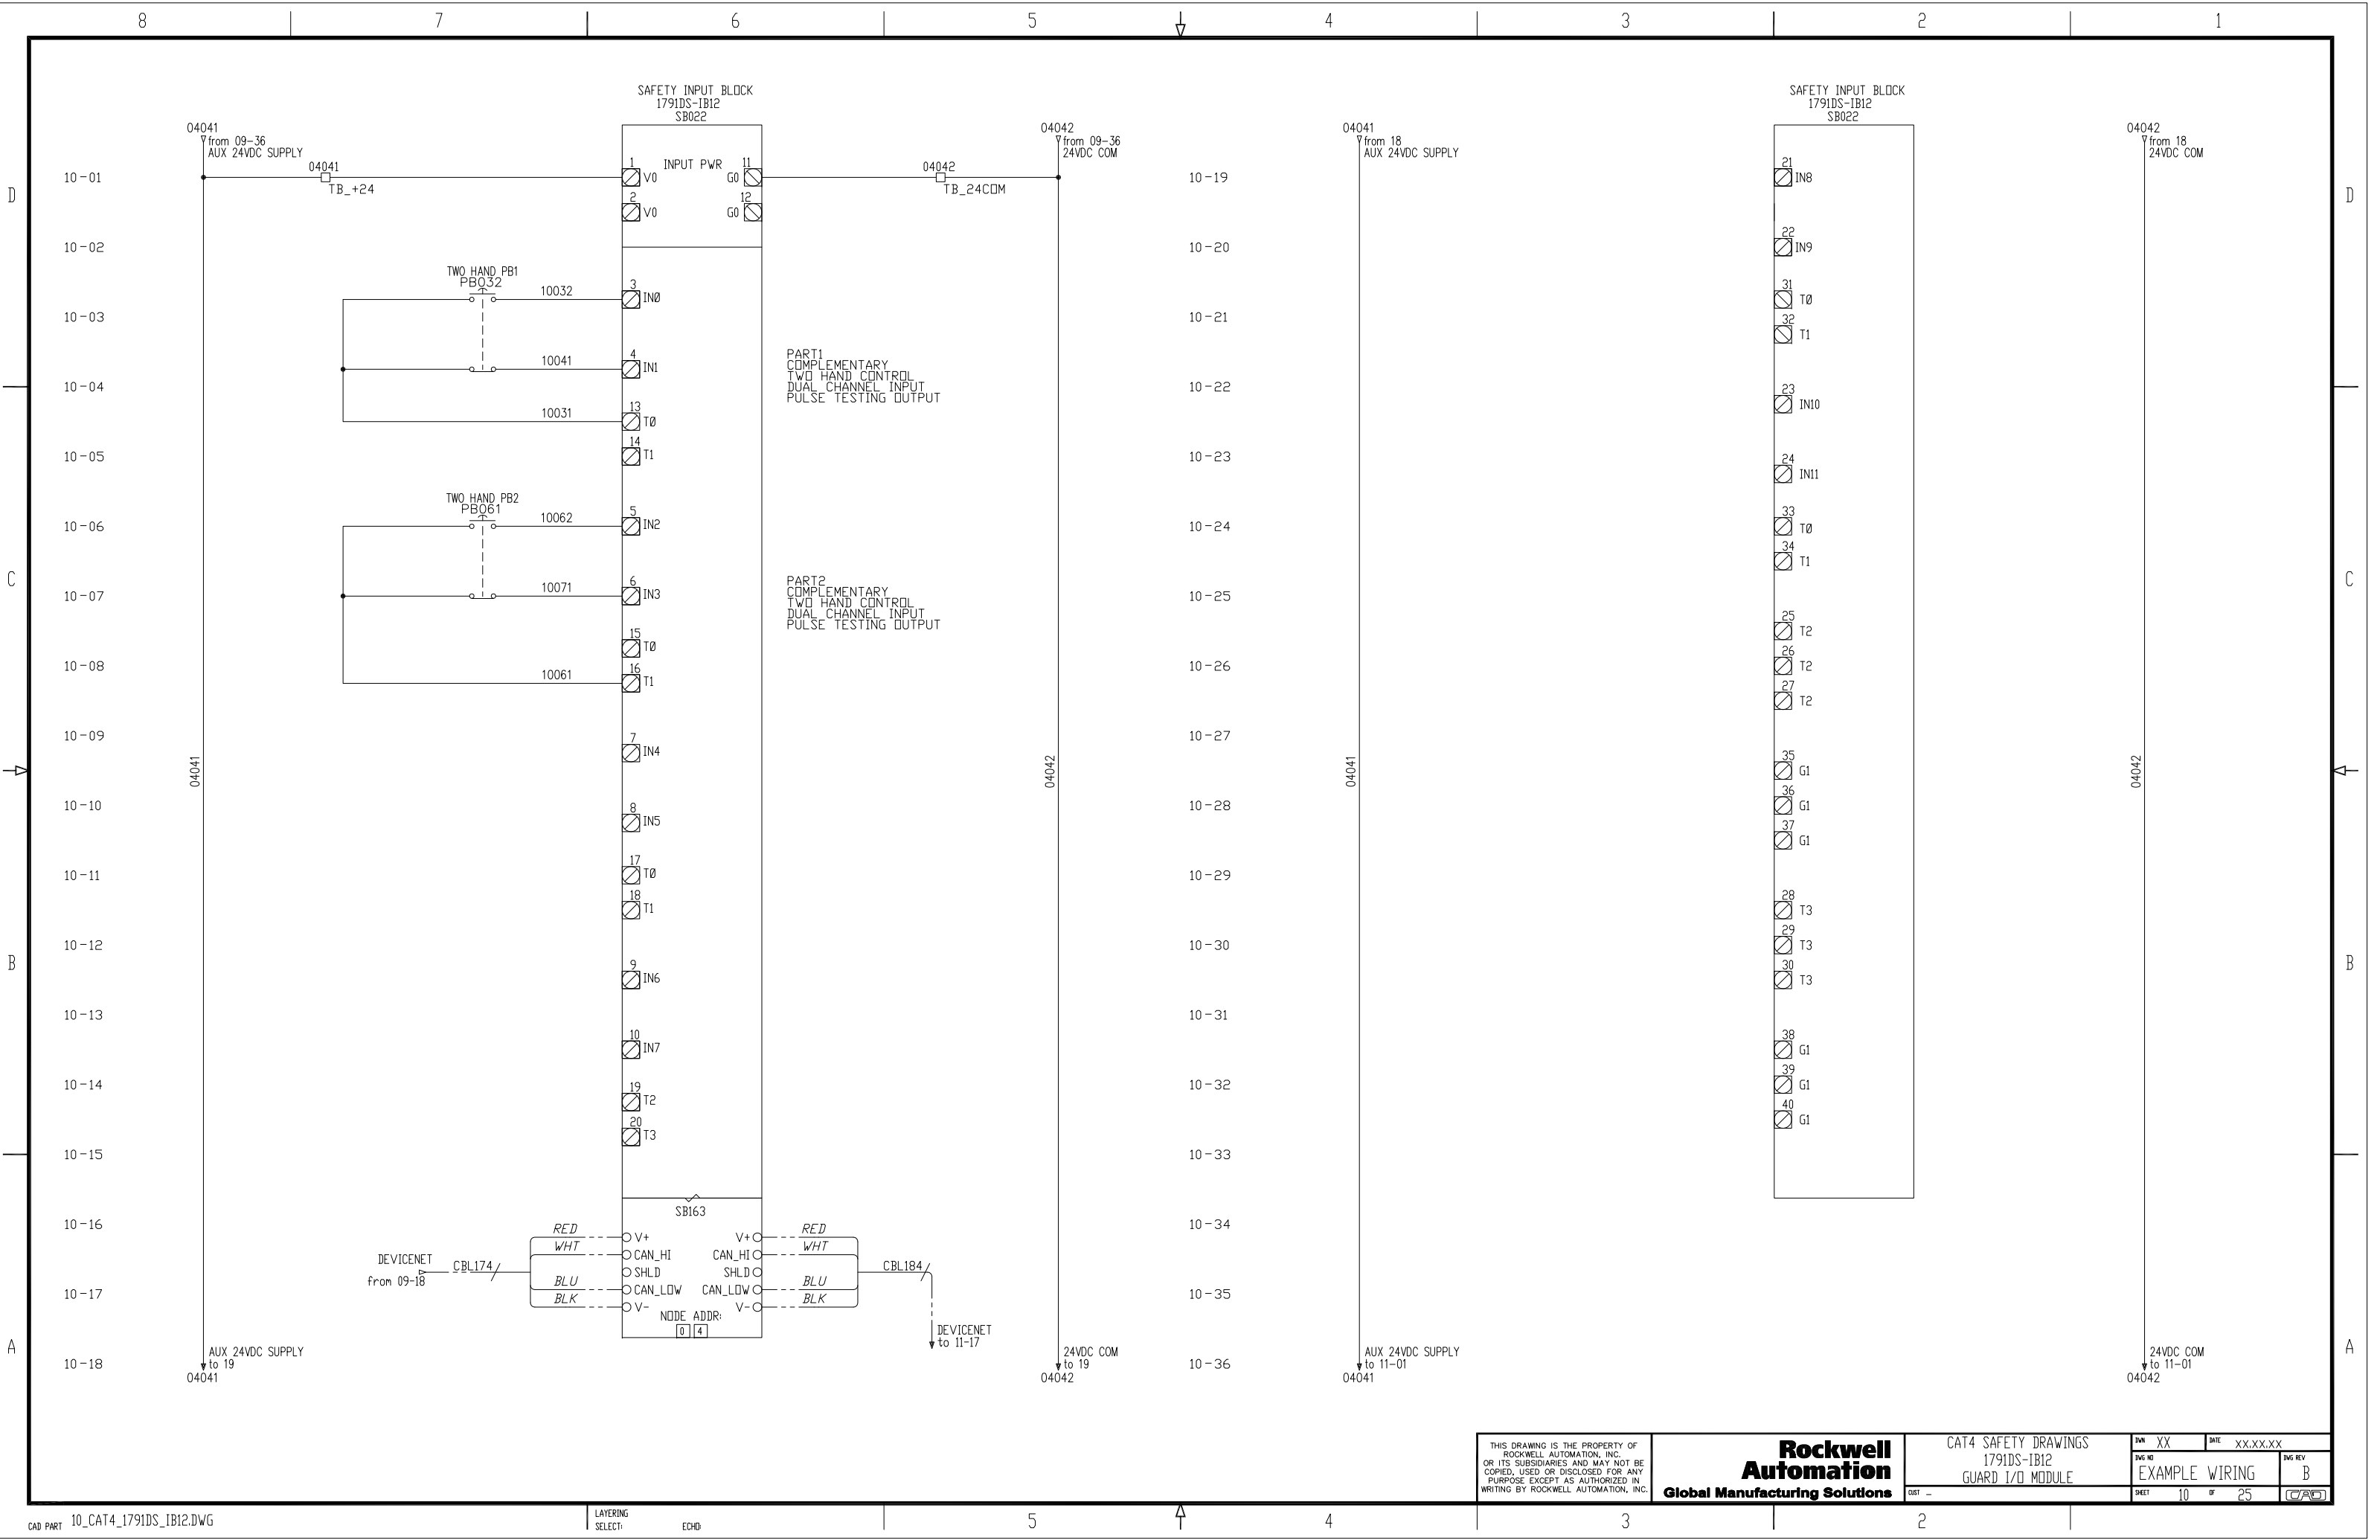 8 7 6 5 4 3 2 1
D
C
B
A
SAFETY INPUT BLOCK
1791DS-IB12
SB022
04041
from 09-36
AUX 24VDC SUPPLY
04041
TB_+24
1
INPUT PWR
11
V0
G0
2
12
V0
G0
04042
TB_24COM
04042
from 09-36
24VDC COM
10-01
10-02
10-03
10-04
10-05
10-06
10-07
10-08
10-09
10-10
10-11
10-12
10-13
10-14
10-15
10-16
10-17
10-18
TWO HAND PB1
PB032
10032
3
IN0
10041
4
IN1
10031
13
T0
14
T1
PART1
COMPLEMENTARY
TWO HAND CONTROL
DUAL CHANNEL INPUT
PULSE TESTING OUTPUT
TWO HAND PB2
PB061
10062
5
IN2
10071
6
IN3
15
T0
10061
16
T1
PART2
COMPLEMENTARY
TWO HAND CONTROL
DUAL CHANNEL INPUT
PULSE TESTING OUTPUT
7
IN4
8
IN5
17
T0
18
T1
9
IN6
10
IN7
19
T2
20
T3
04041
04042
SB163
RED
V+
V+
RED
WHT
CAN_HI
CAN_HI
WHT
DEVICENET
from 09-18
CBL174
SHLD
SHLD
CBL184
BLU
CAN_LOW
CAN_LOW
BLU
BLK
V-
V-
BLK
NODE ADDR:
0 4
DEVICENET
to 11-17
AUX 24VDC SUPPLY
to 19
04041
24VDC COM
to 19
04042
SAFETY INPUT BLOCK
1791DS-IB12
SB022
04041
from 18
AUX 24VDC SUPPLY
04042
from 18
24VDC COM
10-19
10-20
10-21
10-22
10-23
10-24
10-25
10-26
10-27
10-28
10-29
10-30
10-31
10-32
10-33
10-34
10-35
10-36
21
IN8
22
IN9
31
T0
32
T1
23
IN10
24
IN11
33
T0
34
T1
25
T2
26
T2
27
T2
35
G1
36
G1
37
G1
28
T3
29
T3
30
T3
38
G1
39
G1
40
G1
04041
04042
AUX 24VDC SUPPLY
to 11-01
04041
24VDC COM
to 11-01
04042
D
C
B
A
THIS DRAWING IS THE PROPERTY OF
ROCKWELL AUTOMATION, INC.
OR ITS SUBSIDIARIES AND MAY NOT BE
COPIED, USED OR DISCLOSED FOR ANY
PURPOSE EXCEPT AS AUTHORIZED IN
WRITING BY ROCKWELL AUTOMATION, INC.
Rockwell
Automation
Global Manufacturing Solutions
CAT4 SAFETY DRAWINGS
1791DS-IB12
GUARD I/O MODULE
CUST -
DWN XX
DATE XX.XX.XX
DWG NO
EXAMPLE WIRING
DWG REV
B
SHEET 10 OF 25
CAD
CAD PART 10_CAT4_1791DS_IB12.DWG
LAYERING
SELECT: ECHO:
5 4 3 2